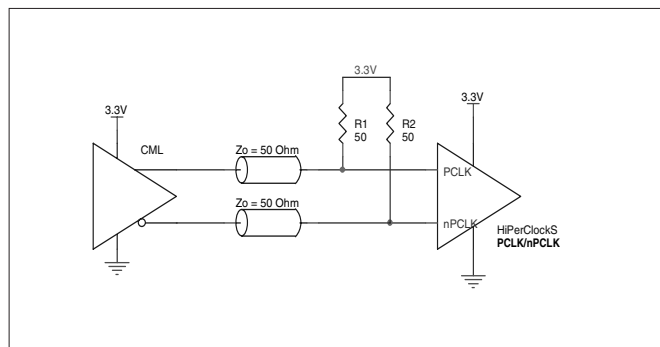 3.3V
3.3V
3.3V
R1
50
R2
50
CML
Zo = 50 Ohm
PCLK
Zo = 50 Ohm
nPCLK
HiPerClockS
PCLK/nPCLK